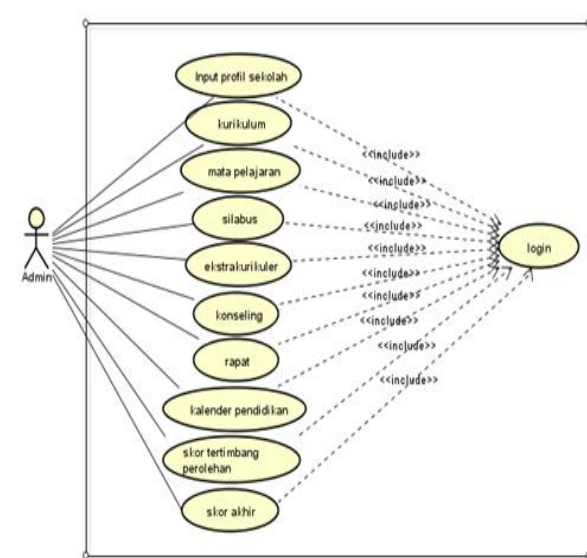 Input profil sekolah
kurikulum
mata pelajaran
silabus
ekstrakurikuler
konseling
rapat
kalender pendidikan
skor tertimbang
perolehan
skor akhir
Admin
<<include>>
<<include>>
<<include>>
<<include>>
<<include>>
<<include>>
<<include>>
<<include>>
<<include>>
<<include>>
login